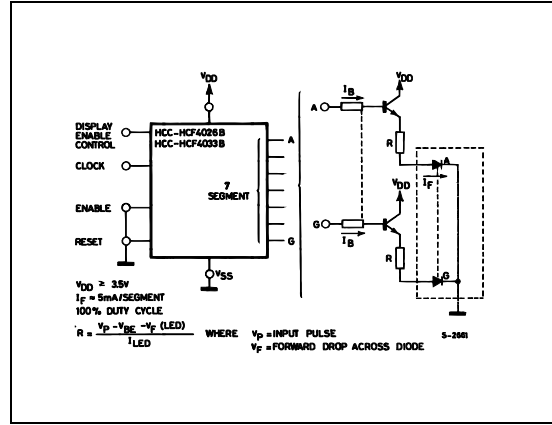 VDD
DISPLAY
ENABLE
CONTROL
HCC-HCF4026B
HCC-HCF4033B
CLOCK
ENABLE
RESET
7
SEGMENT
A
G
VSS
A
IB
VDD
R
A
IF
G
IB
VDD
R
G
VDD ≥ 3.5V
IF ≈ 5mA/SEGMENT
100% DUTY CYCLE
R = VP - VBE - VF (LED) / ILED WHERE VP = INPUT PULSE
VF = FORWARD DROP ACROSS DIODE
S-2661